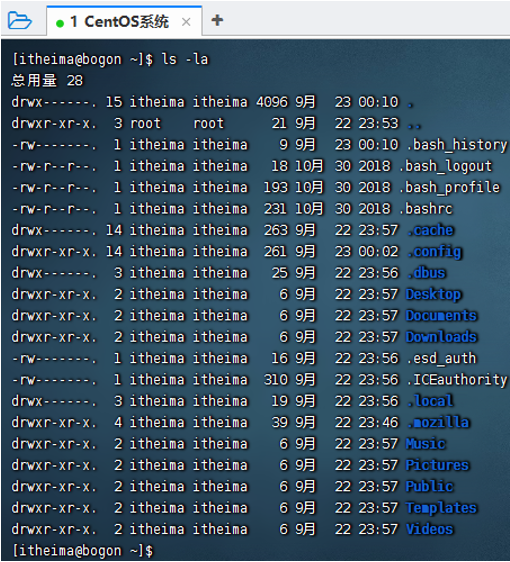 1 CentOS系统 × +
[itheima@bogon ~]$ ls -la
总用量 28
drwx------. 15 itheima itheima 4096 9月  23 00:10 .
drwxr-xr-x.  3 root    root      21 9月  22 23:53 ..
-rw-------.  1 itheima itheima    9 9月  23 00:10 .bash_history
-rw-r--r--.  1 itheima itheima   18 10月 30 2018 .bash_logout
-rw-r--r--.  1 itheima itheima  193 10月 30 2018 .bash_profile
-rw-r--r--.  1 itheima itheima  231 10月 30 2018 .bashrc
drwx------. 14 itheima itheima  263 9月  22 23:57 .cache
drwxr-xr-x. 14 itheima itheima  261 9月  23 00:02 .config
drwx------.  3 itheima itheima   25 9月  22 23:56 .dbus
drwxr-xr-x.  2 itheima itheima    6 9月  22 23:57 Desktop
drwxr-xr-x.  2 itheima itheima    6 9月  22 23:57 Documents
drwxr-xr-x.  2 itheima itheima    6 9月  22 23:57 Downloads
-rw-------.  1 itheima itheima   16 9月  22 23:56 .esd_auth
-rw-------.  1 itheima itheima  310 9月  22 23:56 .ICEauthority
drwx------.  3 itheima itheima   19 9月  22 23:56 .local
drwxr-xr-x.  4 itheima itheima   39 9月  22 23:46 .mozilla
drwxr-xr-x.  2 itheima itheima    6 9月  22 23:57 Music
drwxr-xr-x.  2 itheima itheima    6 9月  22 23:57 Pictures
drwxr-xr-x.  2 itheima itheima    6 9月  22 23:57 Public
drwxr-xr-x.  2 itheima itheima    6 9月  22 23:57 Templates
drwxr-xr-x.  2 itheima itheima    6 9月  22 23:57 Videos
[itheima@bogon ~]$